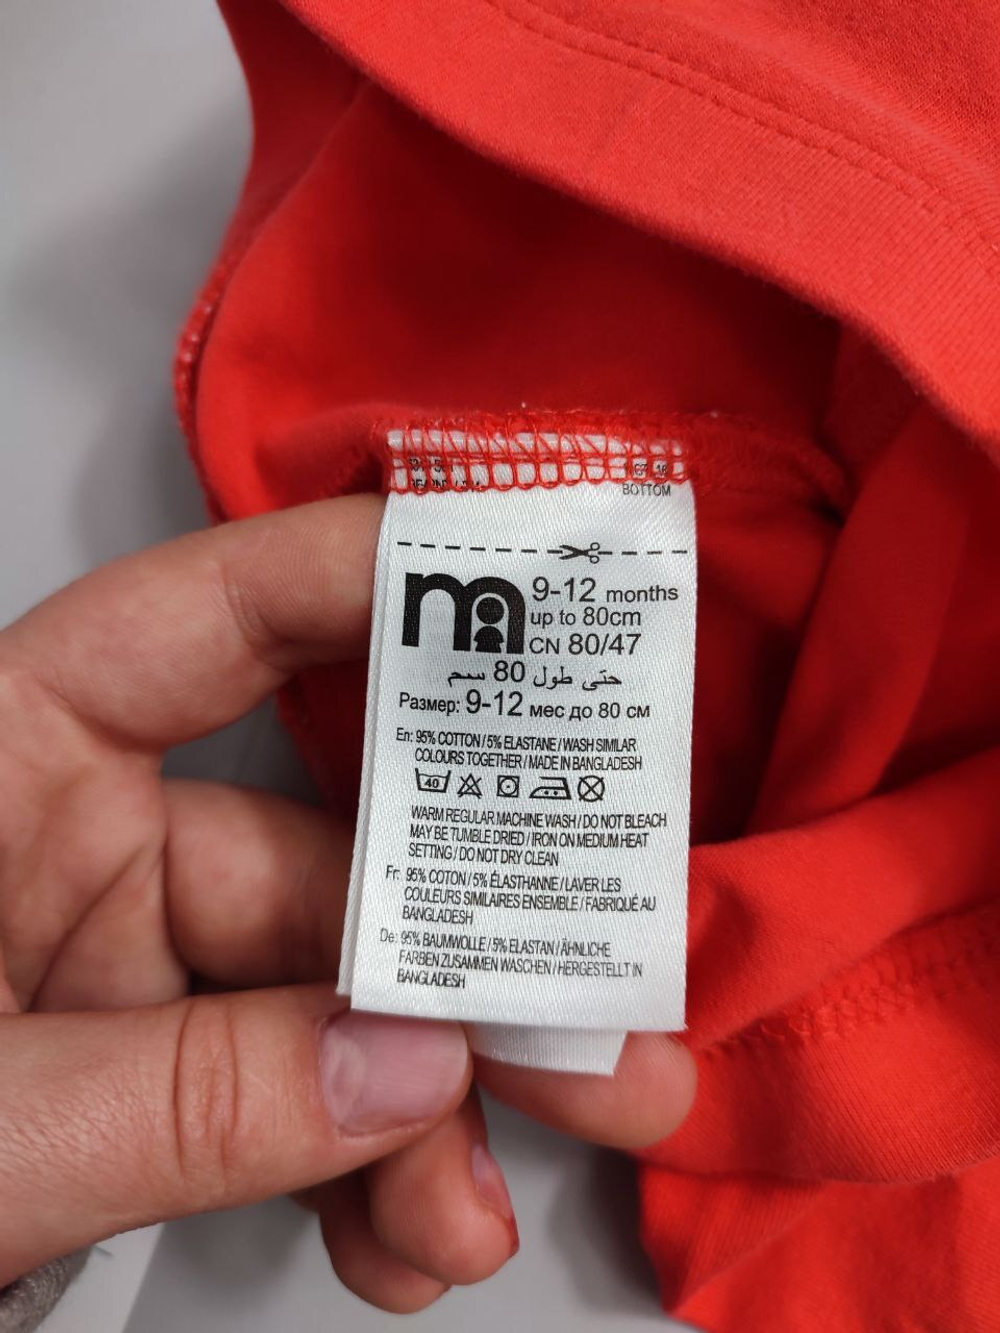 BOTTOM
m
9-12 months
up to 80cm
CN 80/47
حتى طول 80 سم
Размер: 9-12 мес до 80 см
En: 95% COTTON / 5% ELASTANE / WASH SIMILAR
COLOURS TOGETHER / MADE IN BANGLADESH
40
WARM REGULAR MACHINE WASH / DO NOT BLEACH
MAY BE TUMBLE DRIED / IRON ON MEDIUM HEAT
SETTING / DO NOT DRY CLEAN
Fr: 95% COTON / 5% ÉLASTHANNE / LAVER LES
COULEURS SIMILAIRES ENSEMBLE / FABRIQUÉ AU
BANGLADESH
De: 95% BAUMWOLLE / 5% ELASTAN / ÄHNLICHE
FARBEN ZUSAMMEN WASCHEN / HERGESTELLT IN
BANGLADESH